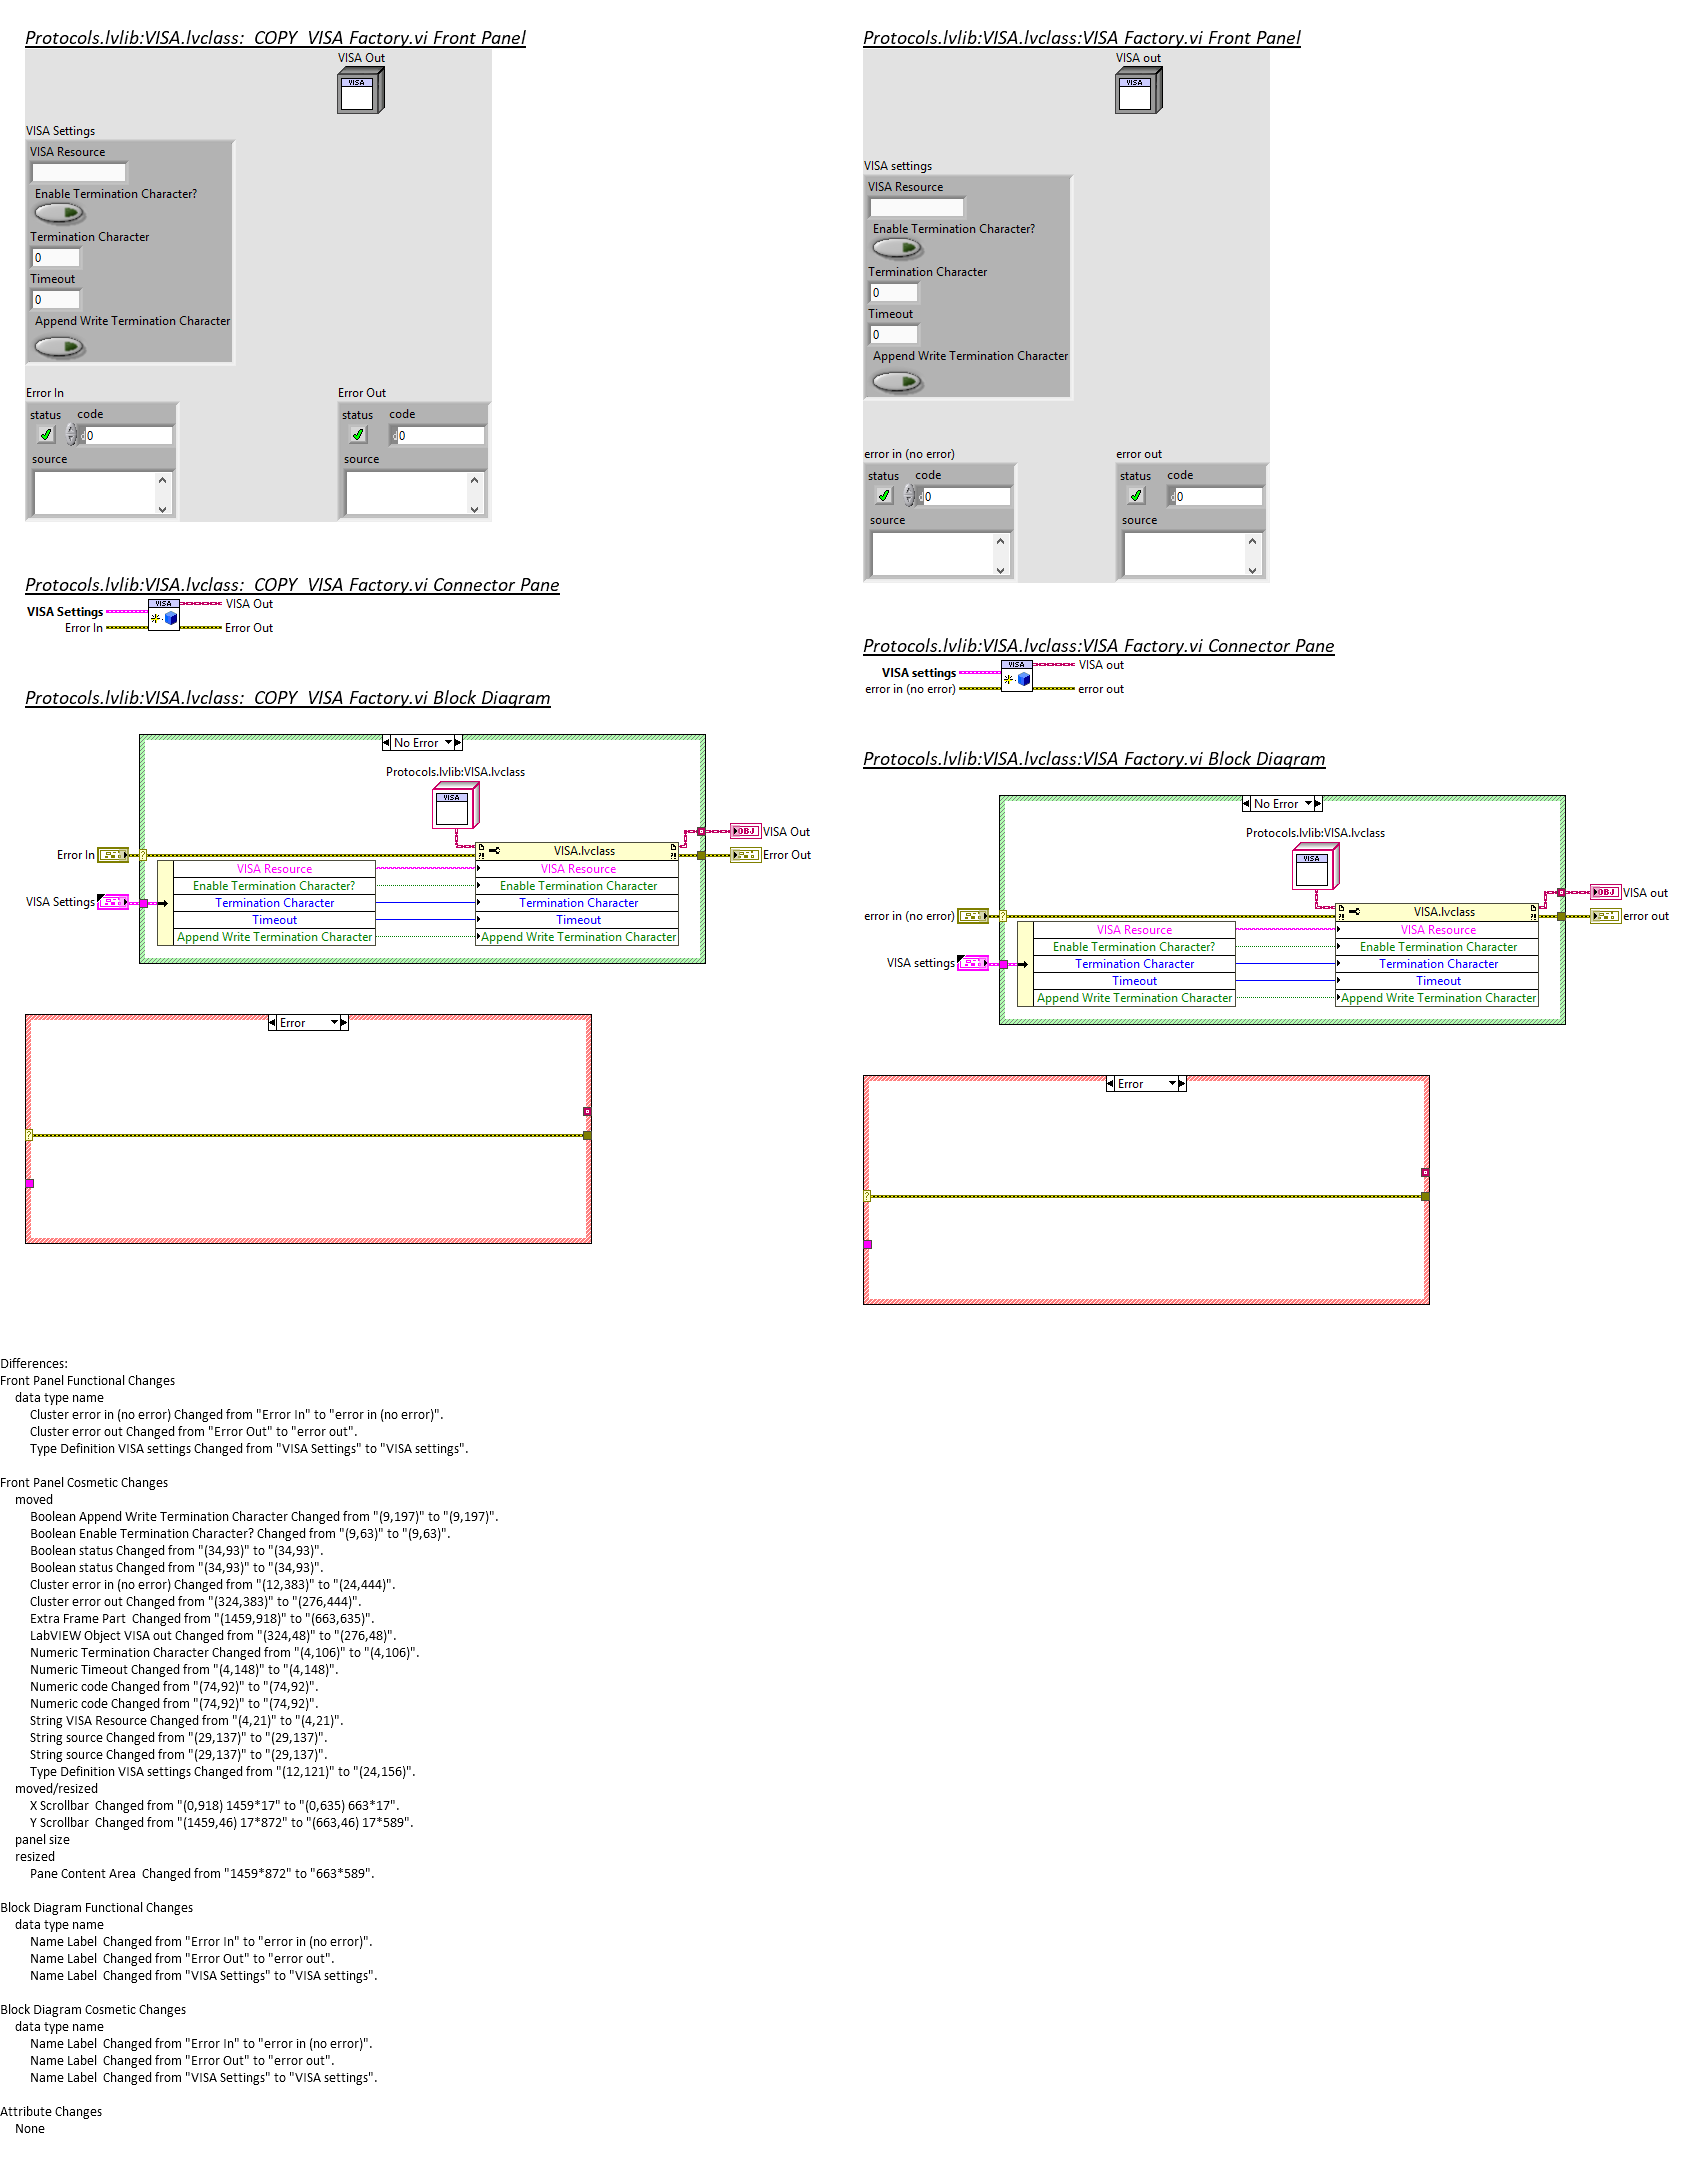 Protocols.lvlib:VISA.lvclass:_COPY_VISA Factory.vi Front Panel
VISA Out
VISA
VISA Settings
VISA Resource
Enable Termination Character?
Termination Character
0
Timeout
0
Append Write Termination Character
Error In
status code
d 0
source
Error Out
status code
d 0
source
Protocols.lvlib:VISA.lvclass:_COPY_VISA Factory.vi Connector Pane
VISA
VISA Settings
VISA Out
Error In
Error Out
Protocols.lvlib:VISA.lvclass:_COPY_VISA Factory.vi Block Diagram
No Error
Protocols.lvlib:VISA.lvclass
VISA
OBJ
VISA Out
Error In
?
VISA.lvclass
Error Out
VISA Resource
VISA Resource
Enable Termination Character?
Enable Termination Character
VISA Settings
Termination Character
Termination Character
Timeout
Timeout
Append Write Termination Character
Append Write Termination Character
Error
?
Protocols.lvlib:VISA.lvclass:VISA Factory.vi Front Panel
VISA out
VISA
VISA settings
VISA Resource
Enable Termination Character?
Termination Character
0
Timeout
0
Append Write Termination Character
error in (no error)
status code
d 0
source
error out
status code
d 0
source
Protocols.lvlib:VISA.lvclass:VISA Factory.vi Connector Pane
VISA
VISA settings
VISA out
error in (no error)
error out
Protocols.lvlib:VISA.lvclass:VISA Factory.vi Block Diagram
No Error
Protocols.lvlib:VISA.lvclass
VISA
OBJ
VISA out
error in (no error)
?
VISA.lvclass
error out
VISA Resource
VISA Resource
Enable Termination Character?
Enable Termination Character
VISA settings
Termination Character
Termination Character
Timeout
Timeout
Append Write Termination Character
Append Write Termination Character
Error
?
Differences:
Front Panel Functional Changes
data type name
Cluster error in (no error) Changed from "Error In" to "error in (no error)".
Cluster error out Changed from "Error Out" to "error out".
Type Definition VISA settings Changed from "VISA Settings" to "VISA settings".
Front Panel Cosmetic Changes
moved
Boolean Append Write Termination Character Changed from "(9,197)" to "(9,197)".
Boolean Enable Termination Character? Changed from "(9,63)" to "(9,63)".
Boolean status Changed from "(34,93)" to "(34,93)".
Boolean status Changed from "(34,93)" to "(34,93)".
Cluster error in (no error) Changed from "(12,383)" to "(24,444)".
Cluster error out Changed from "(324,383)" to "(276,444)".
Extra Frame Part  Changed from "(1459,918)" to "(663,635)".
LabVIEW Object VISA out Changed from "(324,48)" to "(276,48)".
Numeric Termination Character Changed from "(4,106)" to "(4,106)".
Numeric Timeout Changed from "(4,148)" to "(4,148)".
Numeric code Changed from "(74,92)" to "(74,92)".
Numeric code Changed from "(74,92)" to "(74,92)".
String VISA Resource Changed from "(4,21)" to "(4,21)".
String source Changed from "(29,137)" to "(29,137)".
String source Changed from "(29,137)" to "(29,137)".
Type Definition VISA settings Changed from "(12,121)" to "(24,156)".
moved/resized
X Scrollbar  Changed from "(0,918) 1459*17" to "(0,635) 663*17".
Y Scrollbar  Changed from "(1459,46) 17*872" to "(663,46) 17*589".
panel size
resized
Pane Content Area  Changed from "1459*872" to "663*589".
Block Diagram Functional Changes
data type name
Name Label  Changed from "Error In" to "error in (no error)".
Name Label  Changed from "Error Out" to "error out".
Name Label  Changed from "VISA Settings" to "VISA settings".
Block Diagram Cosmetic Changes
data type name
Name Label  Changed from "Error In" to "error in (no error)".
Name Label  Changed from "Error Out" to "error out".
Name Label  Changed from "VISA Settings" to "VISA settings".
Attribute Changes
None